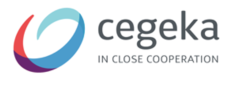 cegeka
IN CLOSE COOPERATION